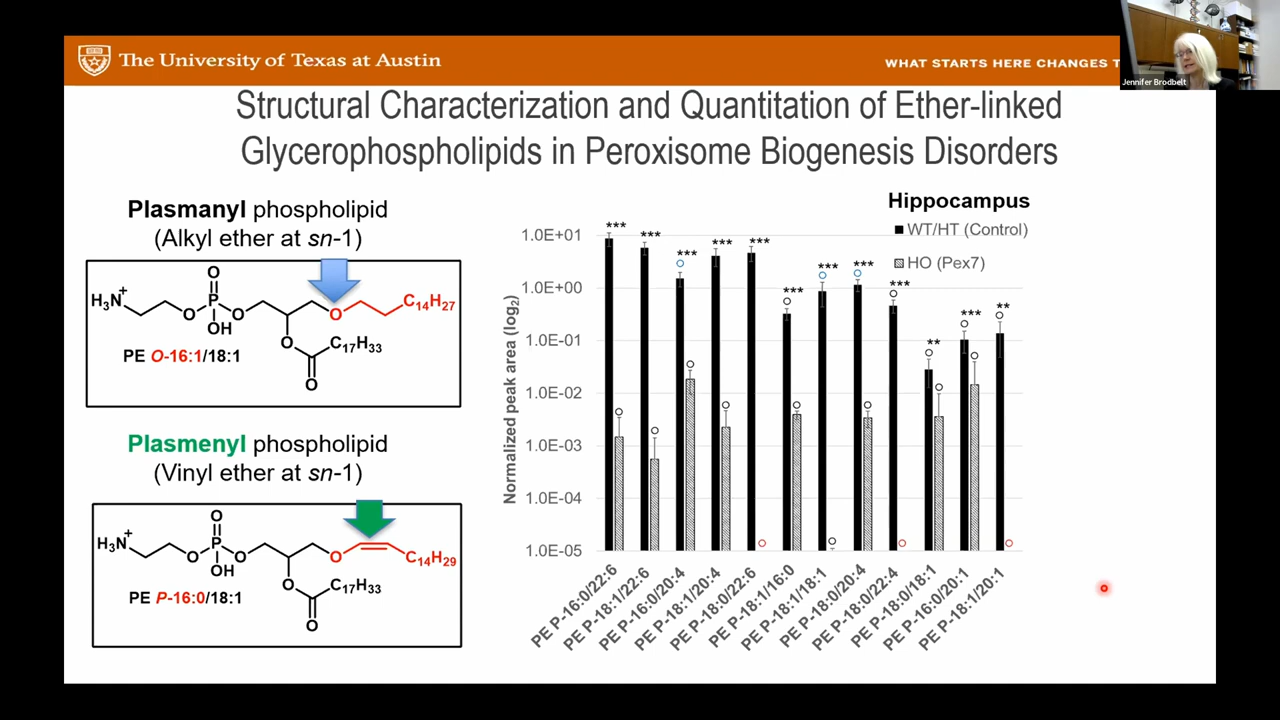 The University of Texas at Austin
WHAT STARTS HERE CHANGES T
Jennifer Brodbelt
Structural Characterization and Quantitation of Ether-linked
Glycerophospholipids in Peroxisome Biogenesis Disorders
Plasmanyl phospholipid
(Alkyl ether at sn-1)
H3N+
O
P
O
OH
O
O
C14H27
O
C17H33
O
PE O-16:1/18:1
Plasmenyl phospholipid
(Vinyl ether at sn-1)
H3N+
O
P
O
OH
O
O
C14H29
O
C17H33
O
PE P-16:0/18:1
Hippocampus
WT/HT (Control)
HO (Pex7)
Normalized peak area (log2)
1.0E+01
1.0E+00
1.0E-01
1.0E-02
1.0E-03
1.0E-04
1.0E-05
*** *** *** *** *** *** *** *** *** ** *** **
PE P-16:0/22:6
PE P-18:1/22:6
PE P-16:0/20:4
PE P-18:1/20:4
PE P-18:0/22:6
PE P-18:1/16:0
PE P-18:1/18:1
PE P-18:0/20:4
PE P-18:0/22:4
PE P-18:0/18:1
PE P-16:0/20:1
PE P-18:1/20:1